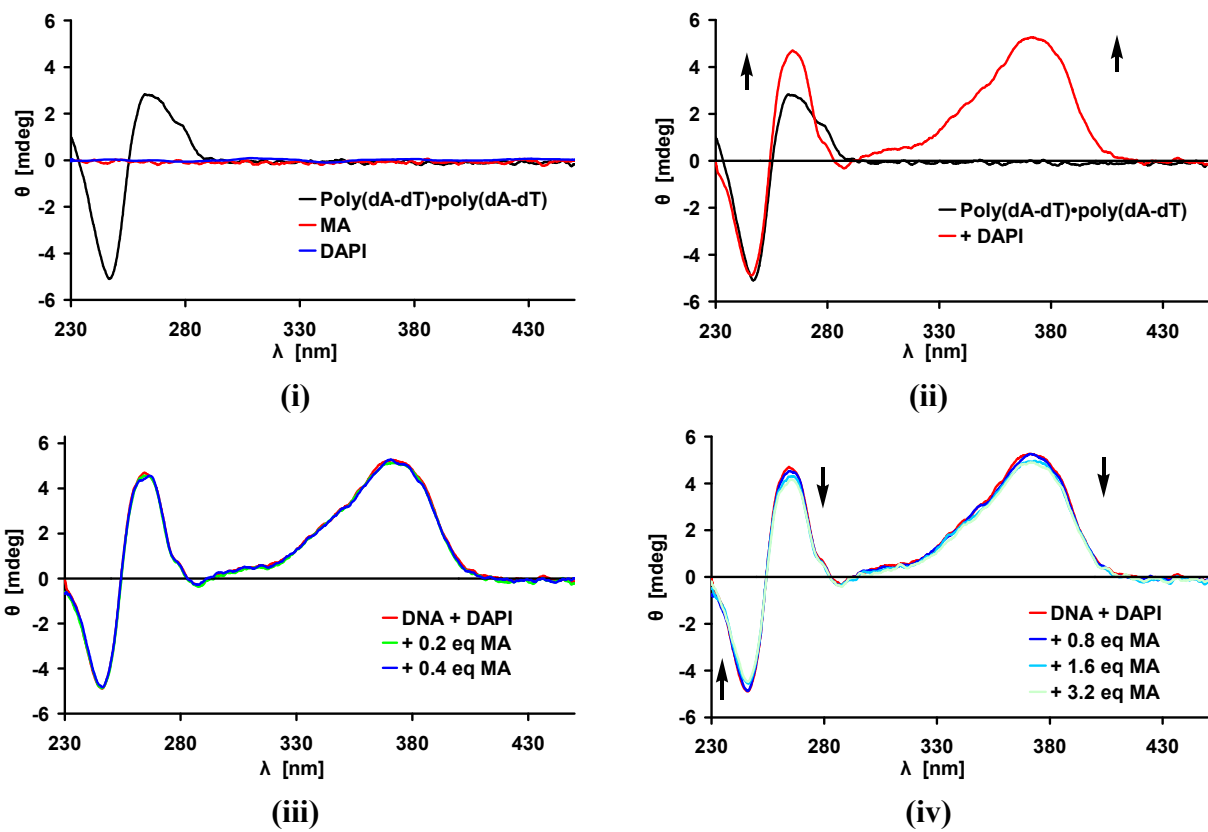 6
4
2
0
-2
-4
-6
θ [mdeg]
230 280 330 380 430
λ [nm]
Poly(dA-dT)•poly(dA-dT)
MA
DAPI
(i)
6
4
2
0
-2
-4
-6
θ [mdeg]
230 280 330 380 430
λ [nm]
Poly(dA-dT)•poly(dA-dT)
+ DAPI
(ii)
6
4
2
0
-2
-4
-6
θ [mdeg]
230 280 330 380 430
λ [nm]
DNA + DAPI
+ 0.2 eq MA
+ 0.4 eq MA
(iii)
6
4
2
0
-2
-4
-6
θ [mdeg]
230 280 330 380 430
λ [nm]
DNA + DAPI
+ 0.8 eq MA
+ 1.6 eq MA
+ 3.2 eq MA
(iv)